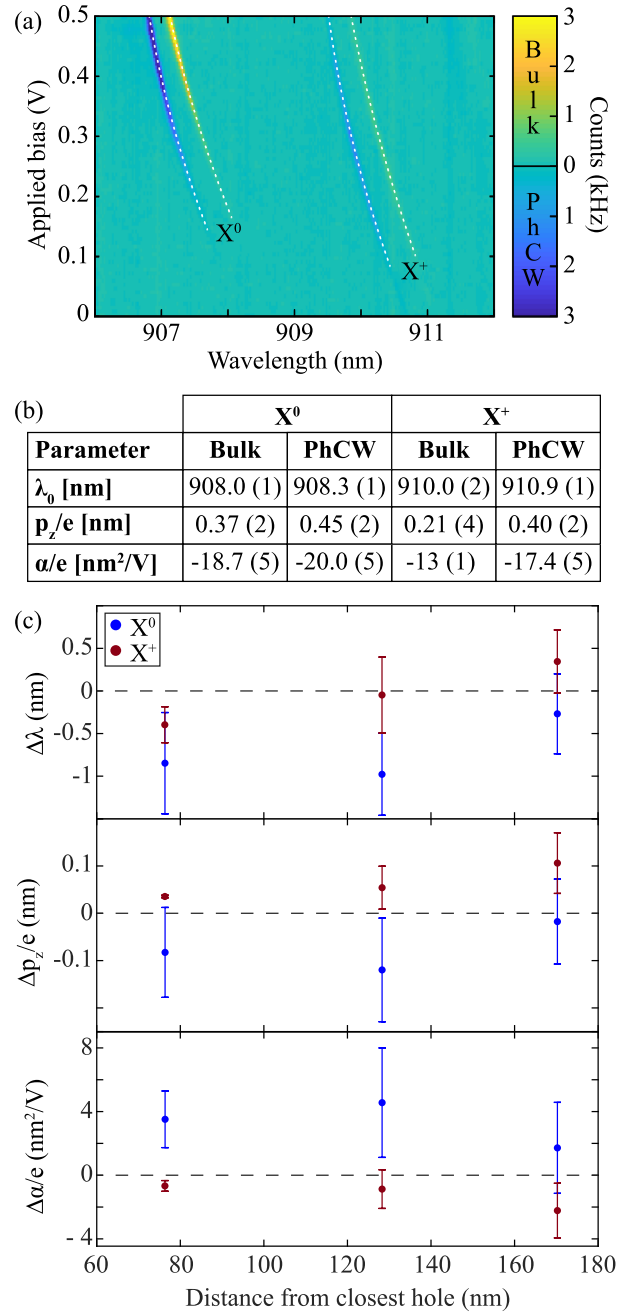 (a)
0.5
0.4
0.3
0.2
0.1
0
Applied bias (V)
X⁰
X⁺
907
909
911
Wavelength (nm)
Bulk
PhCW
3
2
1
0
1
2
3
Counts (kHz)
(b)
X⁰ X⁺
Parameter Bulk PhCW Bulk PhCW
λ₀ [nm] 908.0 (1) 908.3 (1) 910.0 (2) 910.9 (1)
p_z/e [nm] 0.37 (2) 0.45 (2) 0.21 (4) 0.40 (2)
α/e [nm²/V] -18.7 (5) -20.0 (5) -13 (1) -17.4 (5)
(c)
X⁰
X⁺
0.5
0
-0.5
-1
Δλ (nm)
0.1
0
-0.1
Δp_z/e (nm)
8
4
0
-4
Δα/e (nm²/V)
60 80 100 120 140 160 180
Distance from closest hole (nm)